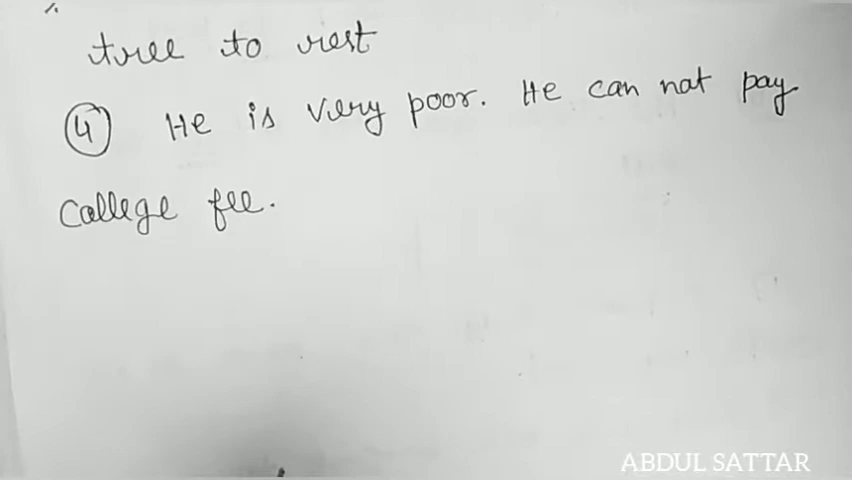 tree to rest
④ He is very poor. He can not pay
college fee.
ABDUL SATTAR